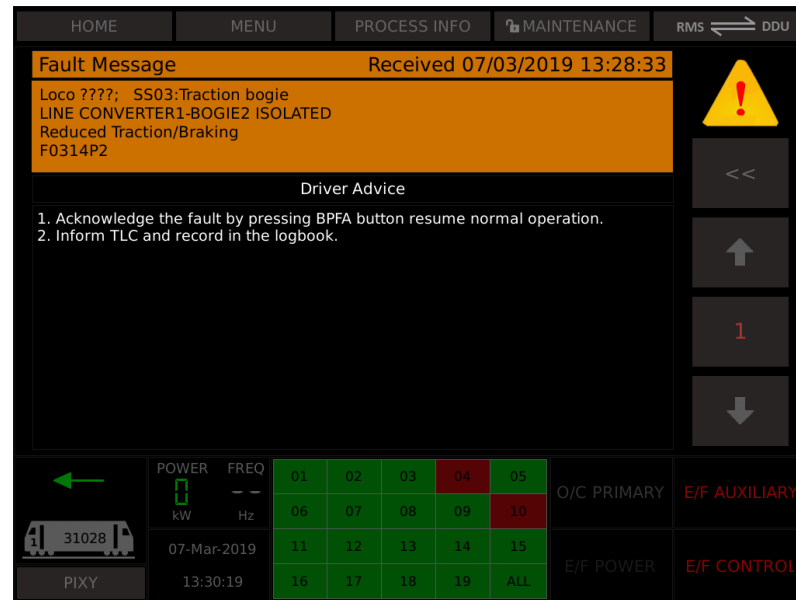 HOME MENU PROCESS INFO MAINTENANCE RMS DDU
Fault Message Received 07/03/2019 13:28:33
Loco ????; SS03:Traction bogie
LINE CONVERTER1-BOGIE2 ISOLATED
Reduced Traction/Braking
F0314P2
<<
Driver Advice
1. Acknowledge the fault by pressing BPFA button resume normal operation.
2. Inform TLC and record in the logbook.
1
POWER FREQ
0 --
kW Hz
01 02 03 04 05
06 07 08 09 10
11 12 13 14 15
16 17 18 19 ALL
O/C PRIMARY E/F AUXILIARY
E/F POWER E/F CONTROL
1 31028
PIXY
07-Mar-2019
13:30:19